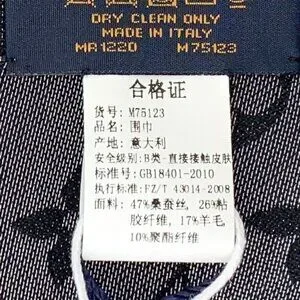 DRY CLEAN ONLY
MADE IN ITALY
MR1220 M75123
合格证
货号: M75123
品名: 围巾
产地: 意大利
安全级别: B类-直接接触皮肤
标准号: GB18401-2010
执行标准: FZ/T 43014-2008
面料: 47%桑蚕丝, 26%粘
胶纤维, 17%羊毛
10%聚酯纤维